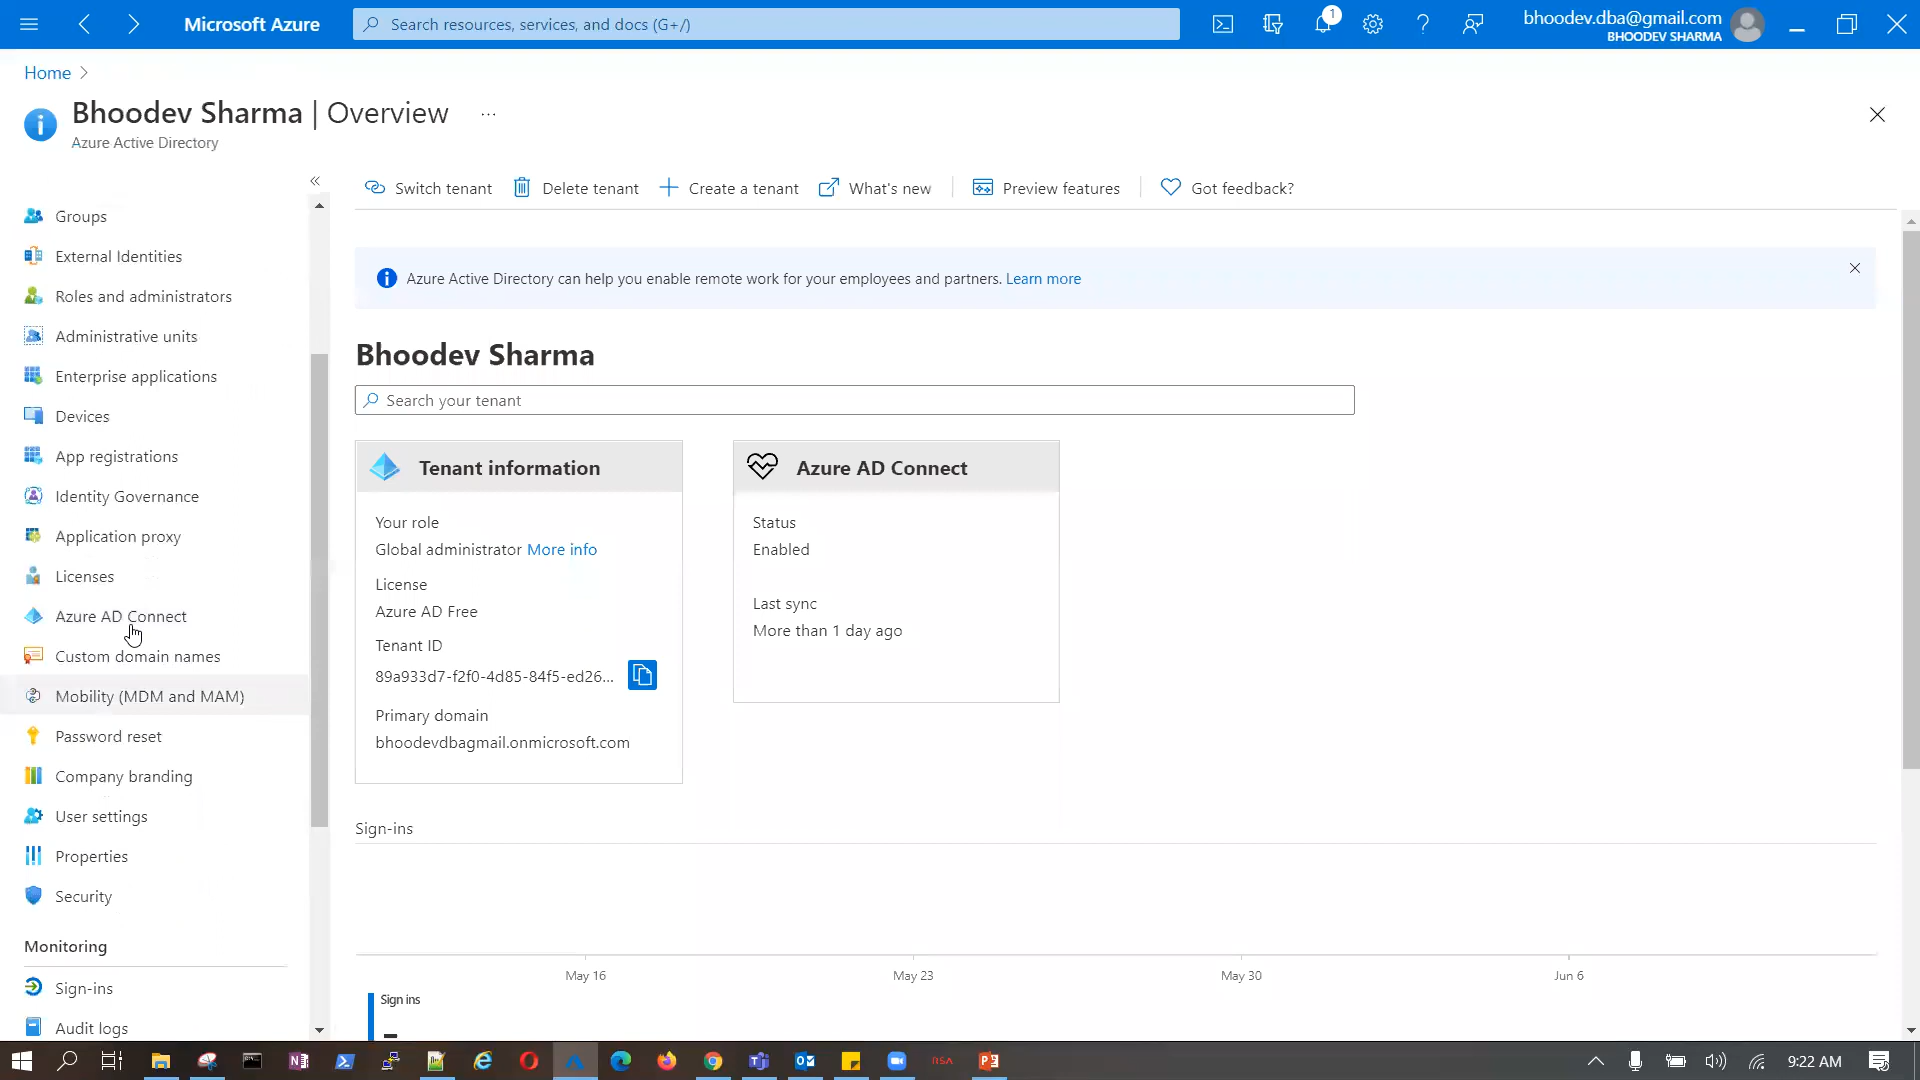 Microsoft Azure
Search resources, services, and docs (G+/)
1
bhoodev.dba@gmail.com
BHOODEV SHARMA
Home
Bhoodev Sharma | Overview
...
Azure Active Directory
Switch tenant
Delete tenant
Create a tenant
What's new
Preview features
Got feedback?
Groups
External Identities
Roles and administrators
Administrative units
Enterprise applications
Devices
App registrations
Identity Governance
Application proxy
Licenses
Azure AD Connect
Custom domain names
Mobility (MDM and MAM)
Password reset
Company branding
User settings
Properties
Security
Monitoring
Sign-ins
Audit logs
Azure Active Directory can help you enable remote work for your employees and partners. Learn more
Bhoodev Sharma
Search your tenant
Tenant information
Your role
Global administrator More info
License
Azure AD Free
Tenant ID
89a933d7-f2f0-4d85-84f5-ed26...
Primary domain
bhoodevdbagmail.onmicrosoft.com
Azure AD Connect
Status
Enabled
Last sync
More than 1 day ago
Sign-ins
May 16
May 23
May 30
Jun 6
Sign ins
RSA
9:22 AM